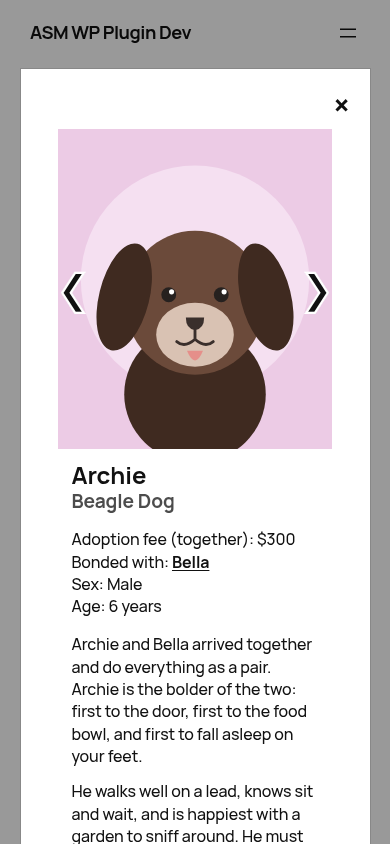 ASM WP Plugin Dev
×
Archie
Beagle Dog
Adoption fee (together): $300
Bonded with: Bella
Sex: Male
Age: 6 years
Archie and Bella arrived together
and do everything as a pair.
Archie is the bolder of the two:
first to the door, first to the food
bowl, and first to fall asleep on
your feet.
He walks well on a lead, knows sit
and wait, and is happiest with a
garden to sniff around. He must